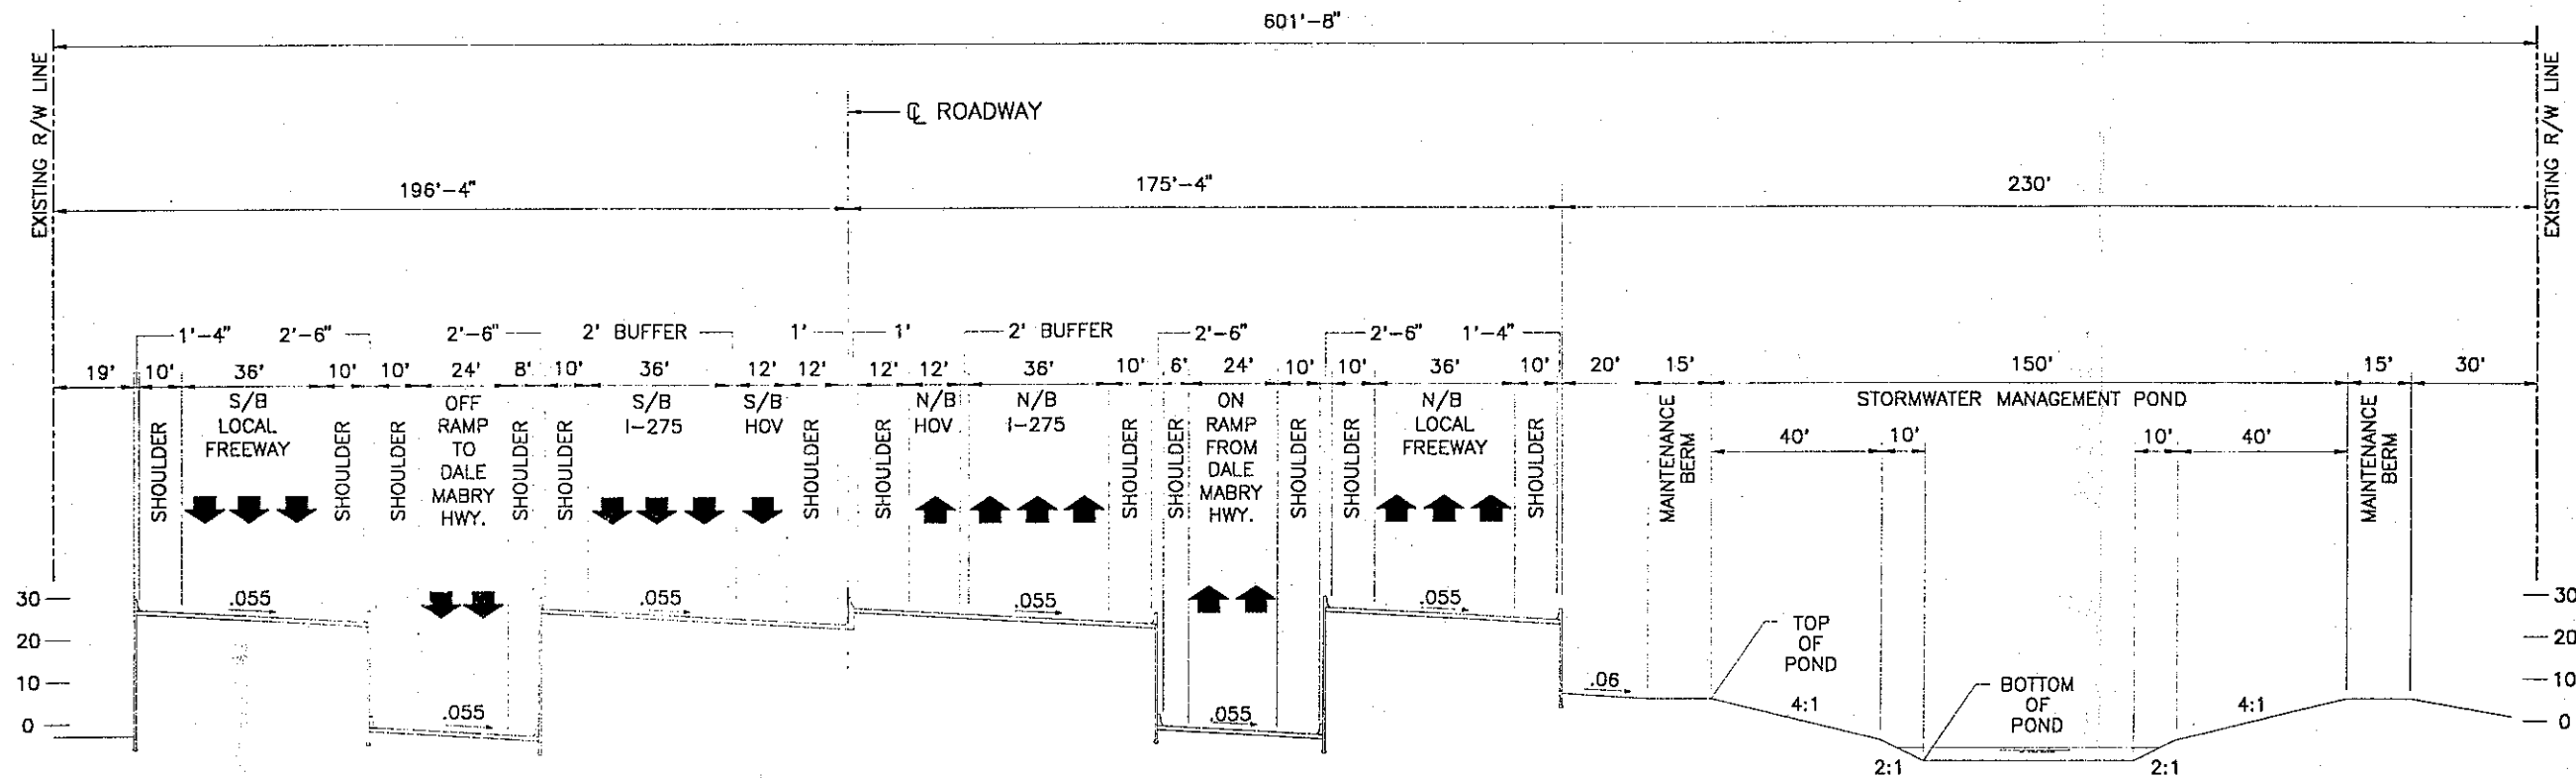 601'-8"
EXISTING R/W LINE
EXISTING R/W LINE
℄ ROADWAY
196'-4"
175'-4"
230'
1'-4"
2'-6"
2'-6"
2' BUFFER
1'
1'
2' BUFFER
2'-6"
2'-6"
1'-4"
19'
10'
36'
10'
10'
24'
8'
10'
36'
12'
12'
12'
12'
36'
10'
6'
24'
10'
10'
36'
10'
20'
15'
150'
15'
30'
SHOULDER
S/B
LOCAL
FREEWAY
SHOULDER
SHOULDER
OFF
RAMP
TO
DALE
MABRY
HWY.
SHOULDER
SHOULDER
S/B
I-275
S/B
HOV
SHOULDER
SHOULDER
N/B
HOV
N/B
I-275
SHOULDER
SHOULDER
ON
RAMP
FROM
DALE
MABRY
HWY.
SHOULDER
SHOULDER
N/B
LOCAL
FREEWAY
SHOULDER
MAINTENANCE
BERM
STORMWATER MANAGEMENT POND
40'
10'
10'
40'
MAINTENANCE
BERM
30
20
10
0
.055
.055
.055
.055
.055
.055
.06
TOP
OF
POND
4:1
BOTTOM
OF
POND
4:1
2:1
2:1
30
20
10
0